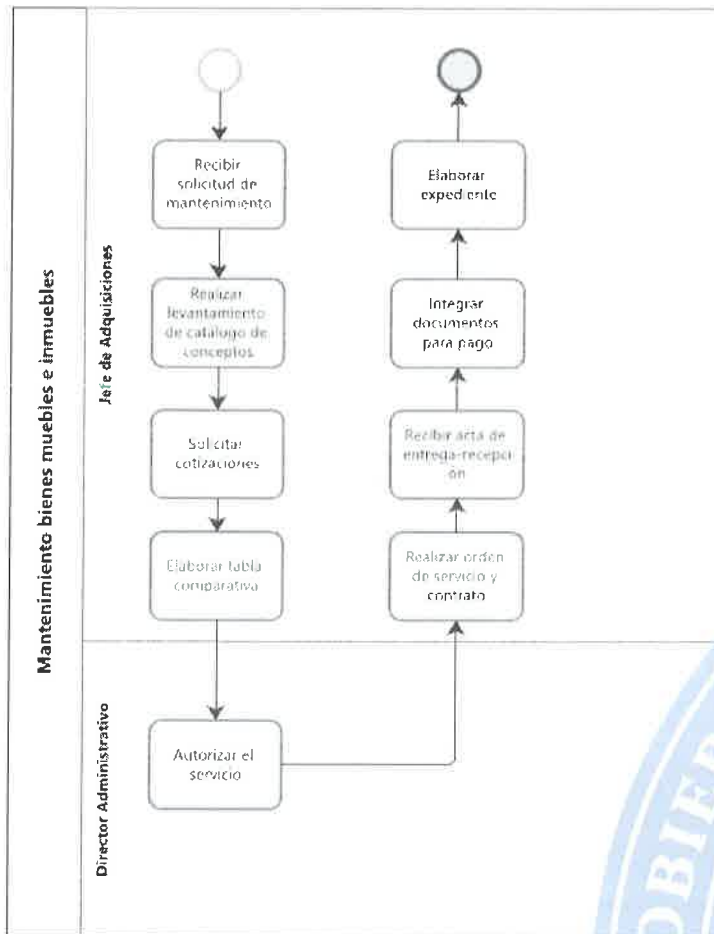 Mantenimiento bienes muebles e inmuebles
Jefe de Adquisiciones
Recibir
solicitud de
mantenimiento
Realizar
levantamiento
de catálogo de
conceptos
Solicitar
cotizaciones
Elaborar tabla
comparativa
Director Administrativo
Autorizar el
servicio
Realizar orden
de servicio y
contrato
Recibir acta de
entrega-recepci
ón
Integrar
documentos
para pago
Elaborar
expediente
OBIER